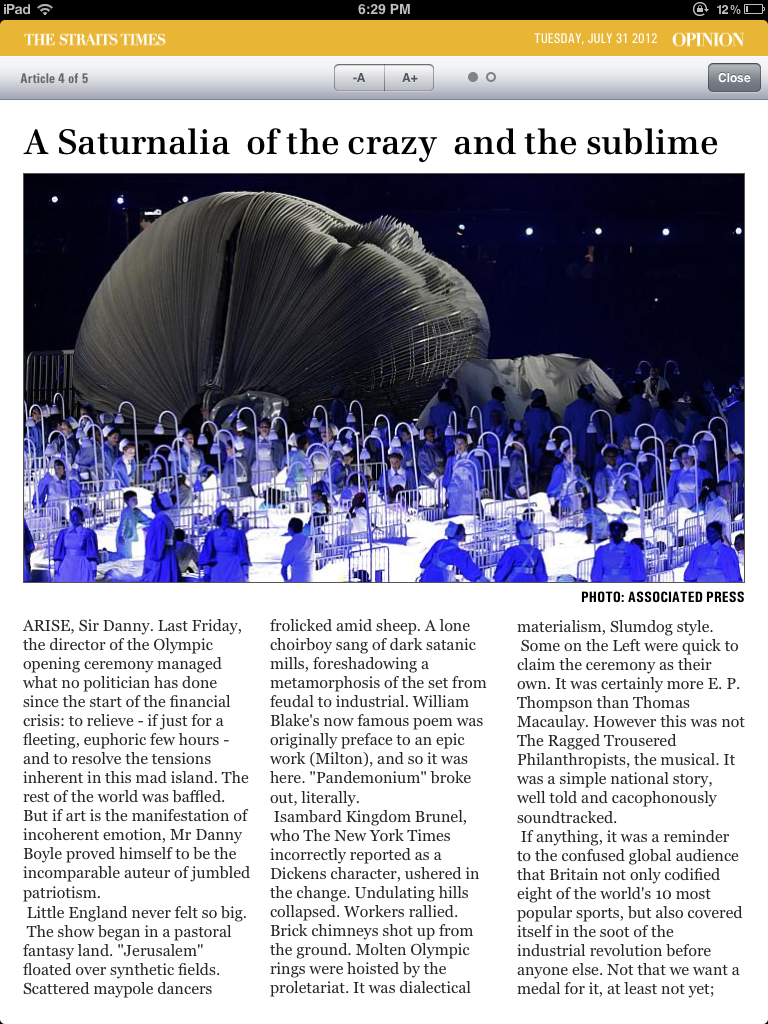 iPad
6:29 PM
12%
THE STRAITS TIMES
TUESDAY, JULY 31 2012
OPINION
Article 4 of 5
-A
A+
Close
A Saturnalia of the crazy and the sublime
PHOTO: ASSOCIATED PRESS
ARISE, Sir Danny. Last Friday,
the director of the Olympic
opening ceremony managed
what no politician has done
since the start of the financial
crisis: to relieve - if just for a
fleeting, euphoric few hours -
and to resolve the tensions
inherent in this mad island. The
rest of the world was baffled.
But if art is the manifestation of
incoherent emotion, Mr Danny
Boyle proved himself to be the
incomparable auteur of jumbled
patriotism.
Little England never felt so big.
The show began in a pastoral
fantasy land. "Jerusalem"
floated over synthetic fields.
Scattered maypole dancers
frolicked amid sheep. A lone
choirboy sang of dark satanic
mills, foreshadowing a
metamorphosis of the set from
feudal to industrial. William
Blake's now famous poem was
originally preface to an epic
work (Milton), and so it was
here. "Pandemonium" broke
out, literally.
Isambard Kingdom Brunel,
who The New York Times
incorrectly reported as a
Dickens character, ushered in
the change. Undulating hills
collapsed. Workers rallied.
Brick chimneys shot up from
the ground. Molten Olympic
rings were hoisted by the
proletariat. It was dialectical
materialism, Slumdog style.
Some on the Left were quick to
claim the ceremony as their
own. It was certainly more E. P.
Thompson than Thomas
Macaulay. However this was not
The Ragged Trousered
Philanthropists, the musical. It
was a simple national story,
well told and cacophonously
soundtracked.
If anything, it was a reminder
to the confused global audience
that Britain not only codified
eight of the world's 10 most
popular sports, but also covered
itself in the soot of the
industrial revolution before
anyone else. Not that we want a
medal for it, at least not yet;